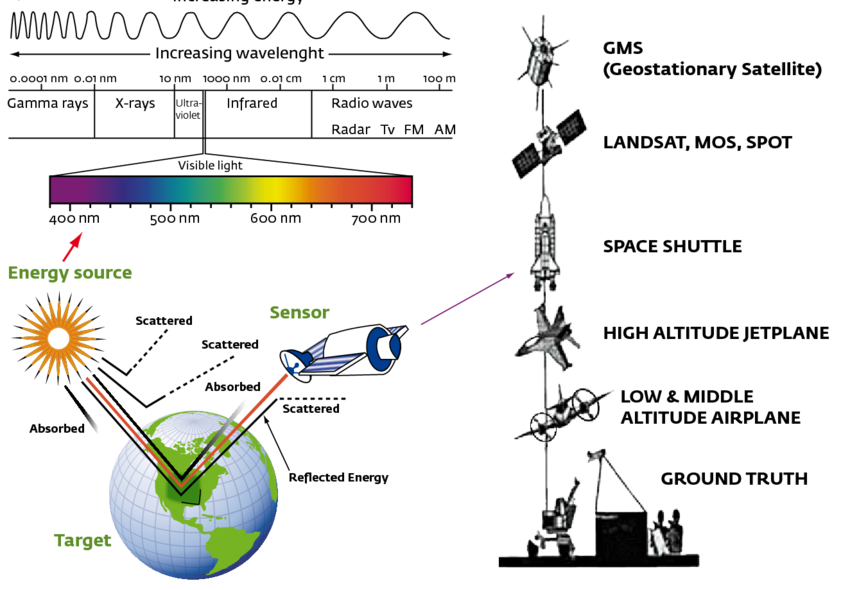 Increasing energy
Increasing wavelenght
0.0001 nm 0.01 nm 10 nm 1000 nm 0.01 cm 1 cm 1 m 100 m
Gamma rays X-rays Ultra-
violet Infrared Radio waves
Radar Tv FM AM
Visible light
400 nm 500 nm 600 nm 700 nm
Energy source
Scattered
Sensor
Scattered
Absorbed
Scattered
Absorbed
Reflected Energy
Target
GMS
(Geostationary Satellite)
LANDSAT, MOS, SPOT
SPACE SHUTTLE
HIGH ALTITUDE JETPLANE
LOW & MIDDLE
ALTITUDE AIRPLANE
GROUND TRUTH